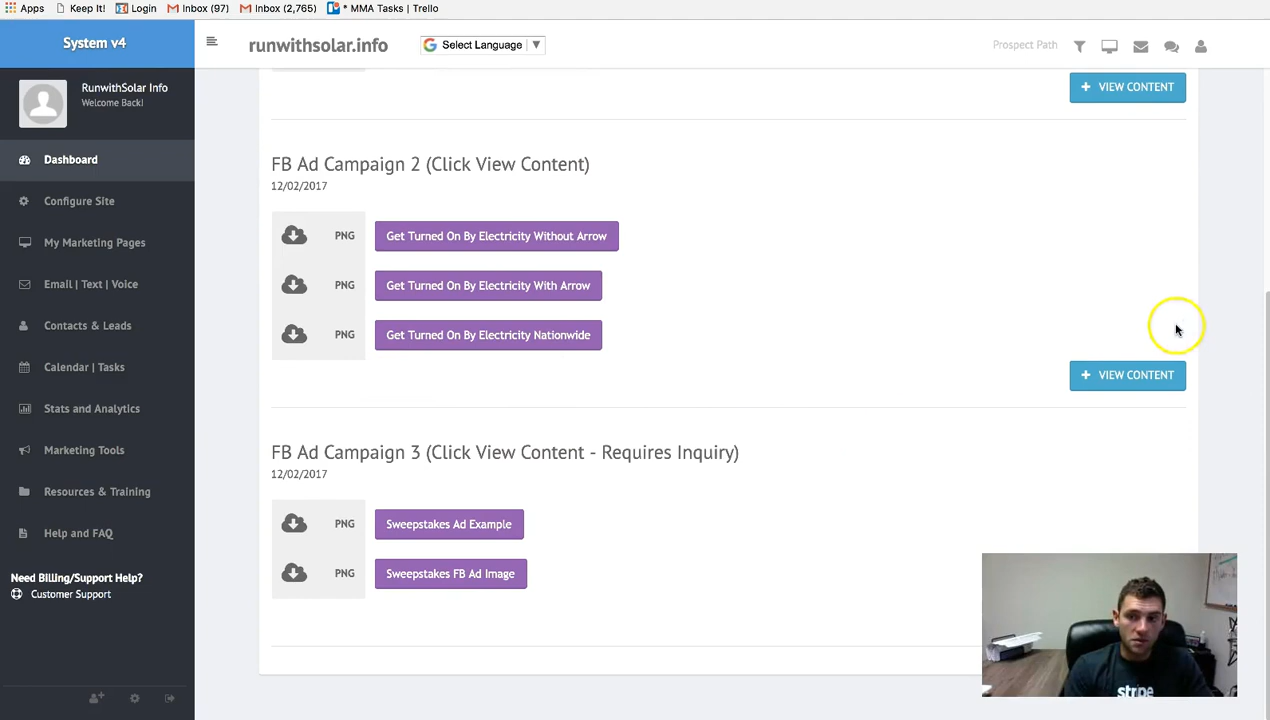 Apps Keep It! Login Inbox (97) Inbox (2,765) * MMA Tasks | Trello
System v4
runwithsolar.info
Select Language ▼
Prospect Path
RunwithSolar Info
Welcome Back!
+ VIEW CONTENT
Dashboard
Configure Site
My Marketing Pages
Email | Text | Voice
Contacts & Leads
Calendar | Tasks
Stats and Analytics
Marketing Tools
Resources & Training
Help and FAQ
Need Billing/Support Help?
Customer Support
FB Ad Campaign 2 (Click View Content)
12/02/2017
PNG Get Turned On By Electricity Without Arrow
PNG Get Turned On By Electricity With Arrow
PNG Get Turned On By Electricity Nationwide
+ VIEW CONTENT
FB Ad Campaign 3 (Click View Content - Requires Inquiry)
12/02/2017
PNG Sweepstakes Ad Example
PNG Sweepstakes FB Ad Image
stripe